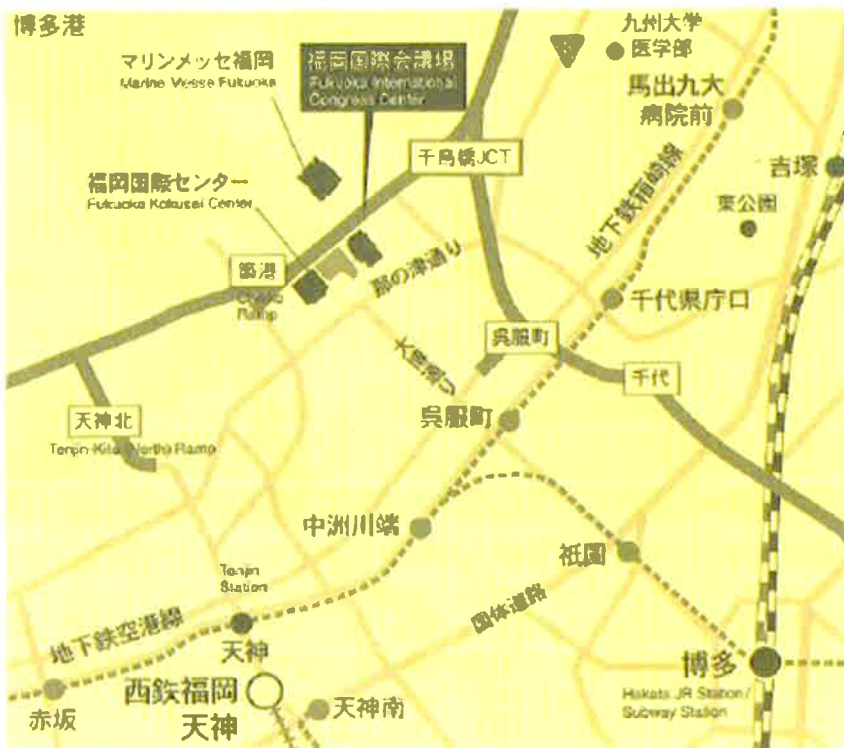 博多港
マリンメッセ福岡
Marine Messe Fukuoka
福岡国際会議場
Fukuoka International
Congress Center
九州大学
医学部
馬出九大
病院前
千鳥橋JCT
吉塚
福岡国際センター
Fukuoka Kokusai Center
地下鉄箱崎線
東公園
築港
Ramp
那の津通り
千代県庁口
呉服町
大博通り
千代
天神北
Tenjin-Kita (North) Ramp
呉服町
中洲川端
祇園
Tenjin
Station
国体道路
地下鉄空港線
天神
博多
Hakata JR Station /
Subway Station
西鉄福岡
天神
天神南
赤坂